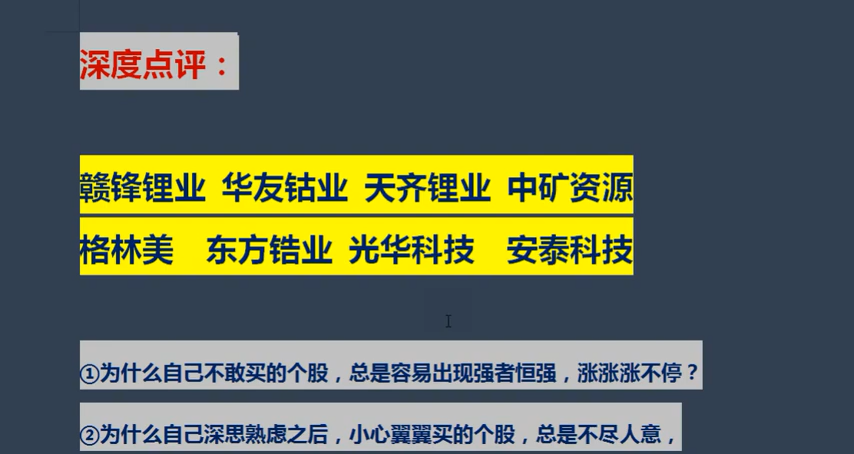 深度点评：
赣锋锂业 华友钴业 天齐锂业 中矿资源
格林美 东方锆业 光华科技 安泰科技
①为什么自己不敢买的个股，总是容易出现强者恒强，涨涨涨不停？
②为什么自己深思熟虑之后，小心翼翼买的个股，总是不尽人意，